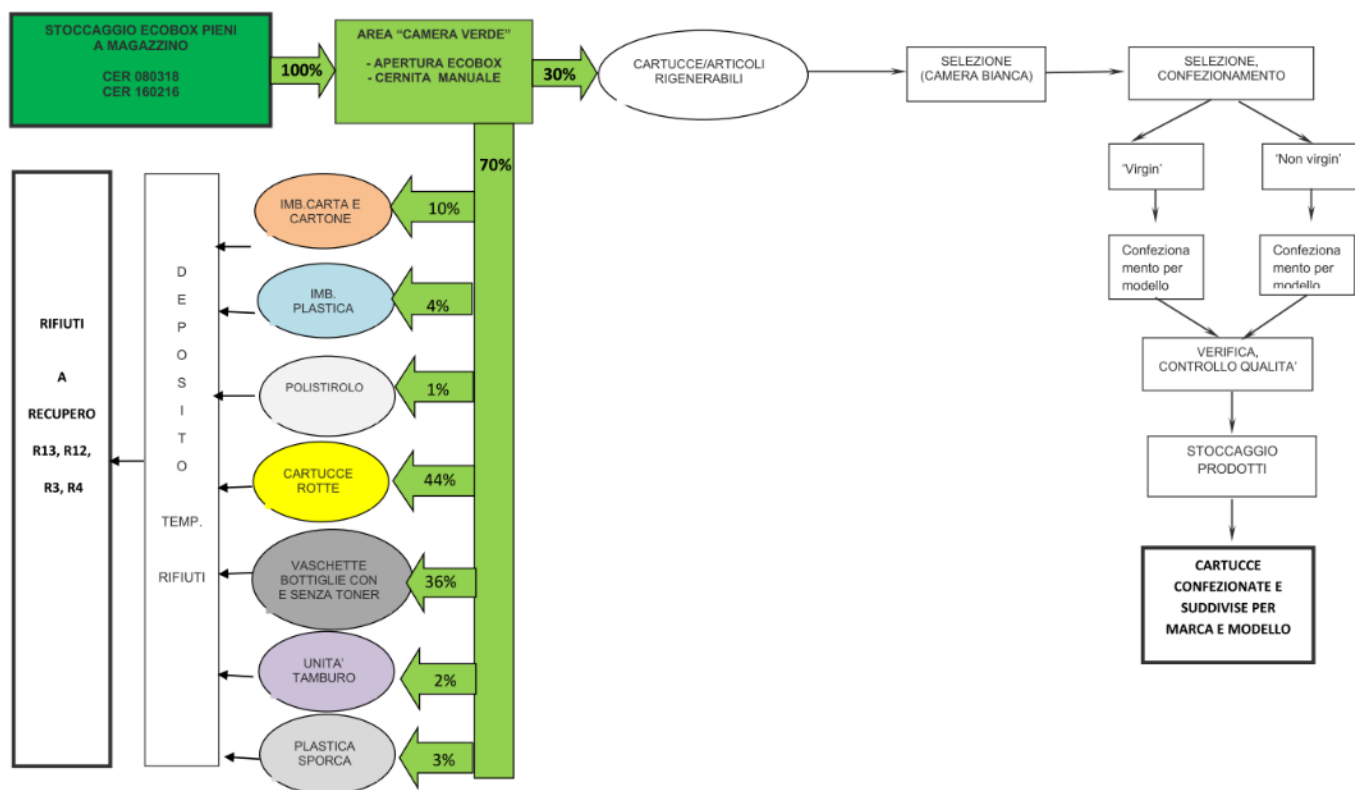 STOCCAGGIO ECOBOX PIENI
A MAGAZZINO
CER 080318
CER 160216
100%
AREA “CAMERA VERDE”
- APERTURA ECOBOX
- CERNITA MANUALE
30%
CARTUCCE/ARTICOLI
RIGENERABILI
SELEZIONE
(CAMERA BIANCA)
SELEZIONE,
CONFEZIONAMENTO
'Virgin'
'Non virgin'
Confeziona
mento per
modello
Confeziona
mento per
modello
VERIFICA,
CONTROLLO QUALITA'
STOCCAGGIO
PRODOTTI
CARTUCCE
CONFEZIONATE E
SUDDIVISE PER
MARCA E MODELLO
70%
IMB.CARTA E
CARTONE
10%
IMB.
PLASTICA
4%
POLISTIROLO
1%
CARTUCCE
ROTTE
44%
VASCHETTE
BOTTIGLIE CON
E SENZA TONER
36%
UNITA'
TAMBURO
2%
PLASTICA
SPORCA
3%
D
E
P
O
S
I
T
O
TEMP.
RIFIUTI
RIFIUTI
A
RECUPERO
R13, R12,
R3, R4